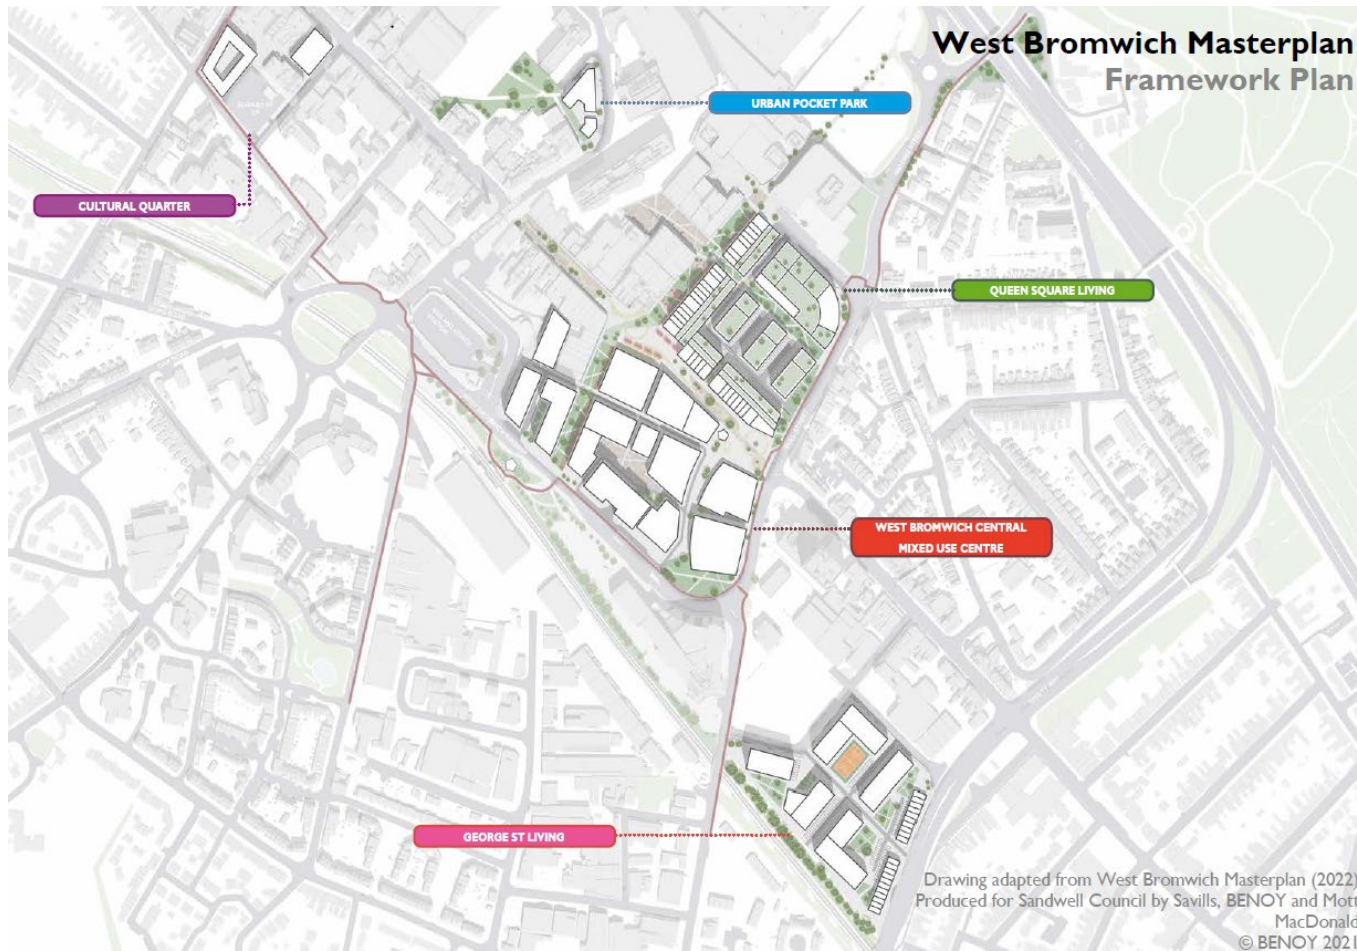 West Bromwich Masterplan
Framework Plan
URBAN POCKET PARK
CULTURAL QUARTER
QUEEN SQUARE LIVING
WEST BROMWICH CENTRAL
MIXED USE CENTRE
GEORGE ST LIVING
Drawing adapted from West Bromwich Masterplan (2022)
Produced for Sandwell Council by Savills, BENOY and Mott
MacDonald
© BENOY 2021